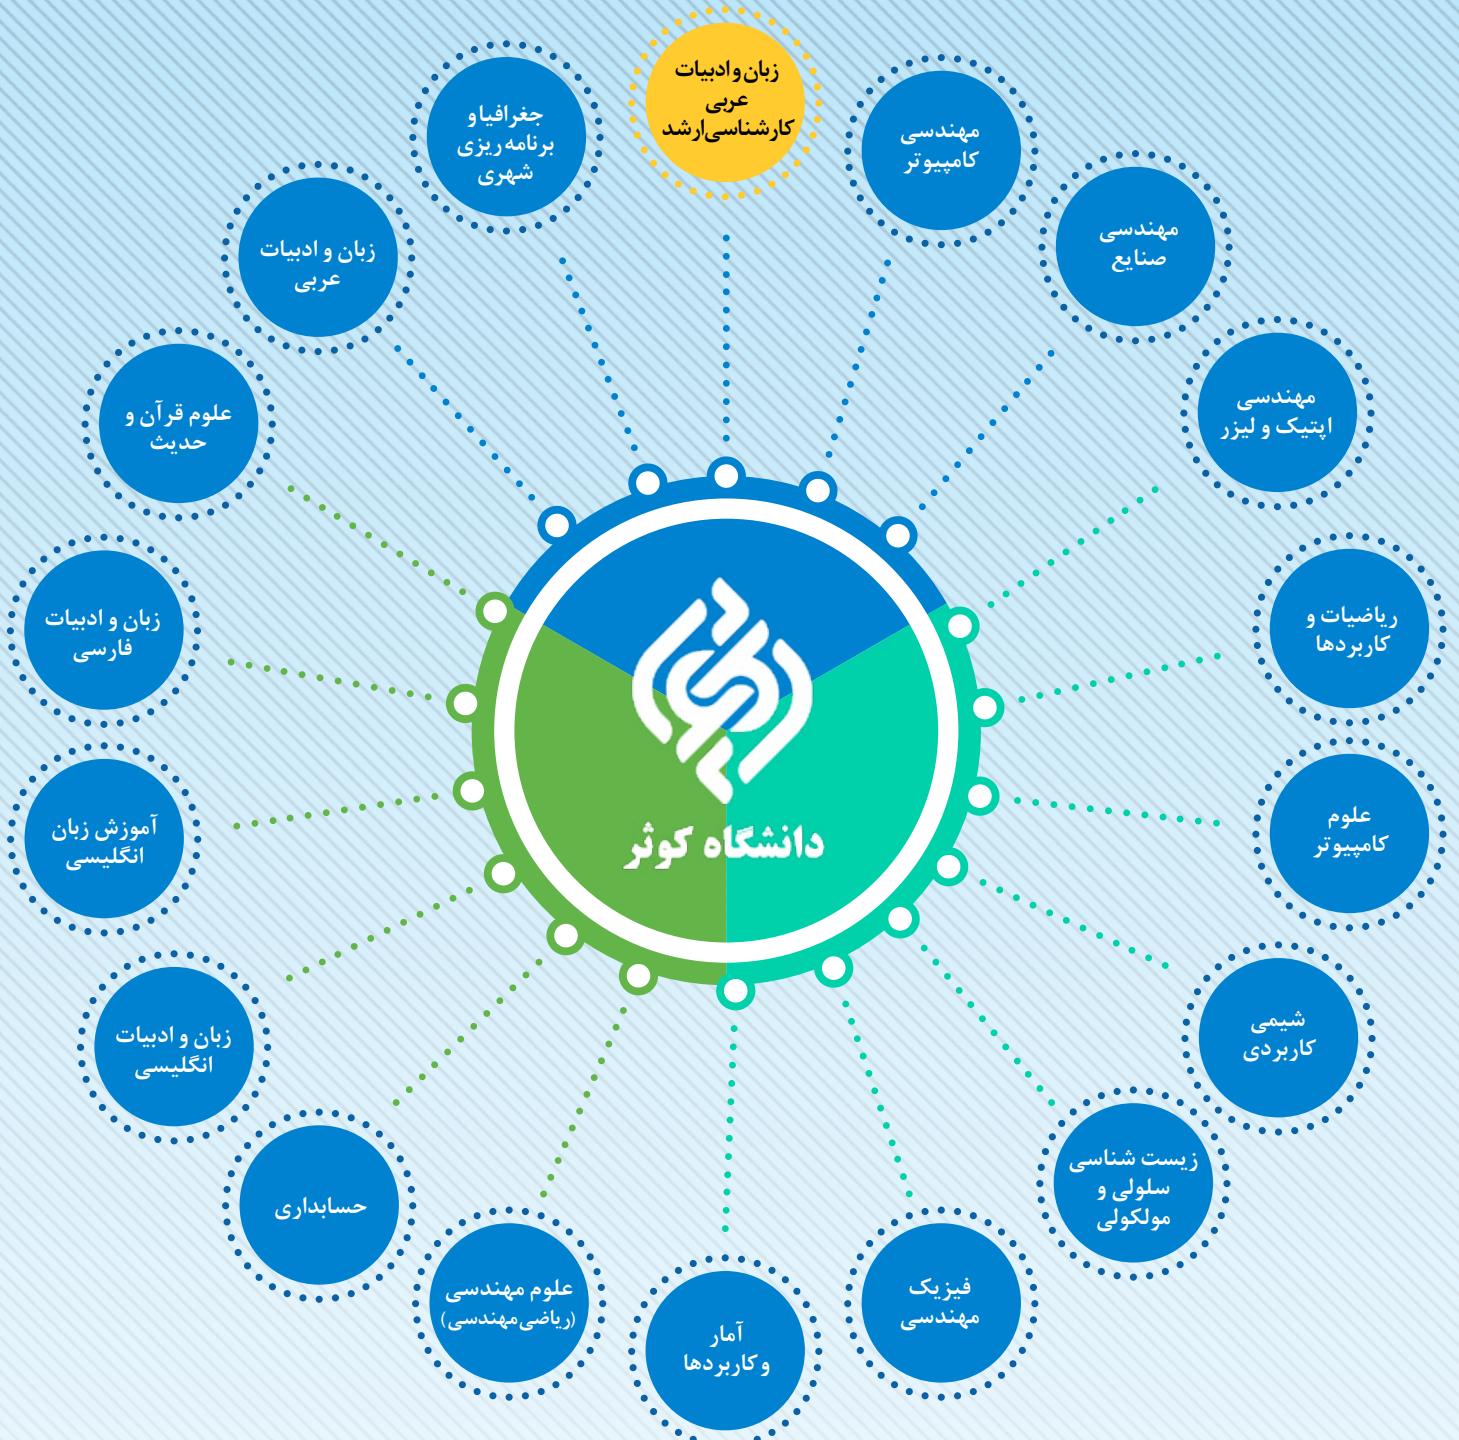 زبان و ادبیات
عربی
کارشناسی ارشد
مهندسی
کامپیوتر
مهندسی
صنایع
مهندسی
اپتیک و لیزر
ریاضیات و
کاربردها
علوم
کامپیوتر
شیمی
کاربردی
زیست شناسی
سلولی و
مولکولی
فیزیک
مهندسی
آمار
و کاربردها
علوم مهندسی
(ریاضی مهندسی)
حسابداری
زبان و ادبیات
انگلیسی
آموزش زبان
انگلیسی
زبان و ادبیات
فارسی
علوم قرآن و
حدیث
زبان و ادبیات
عربی
جغرافیا و
برنامه ریزی
شهری
دانشگاه کوثر